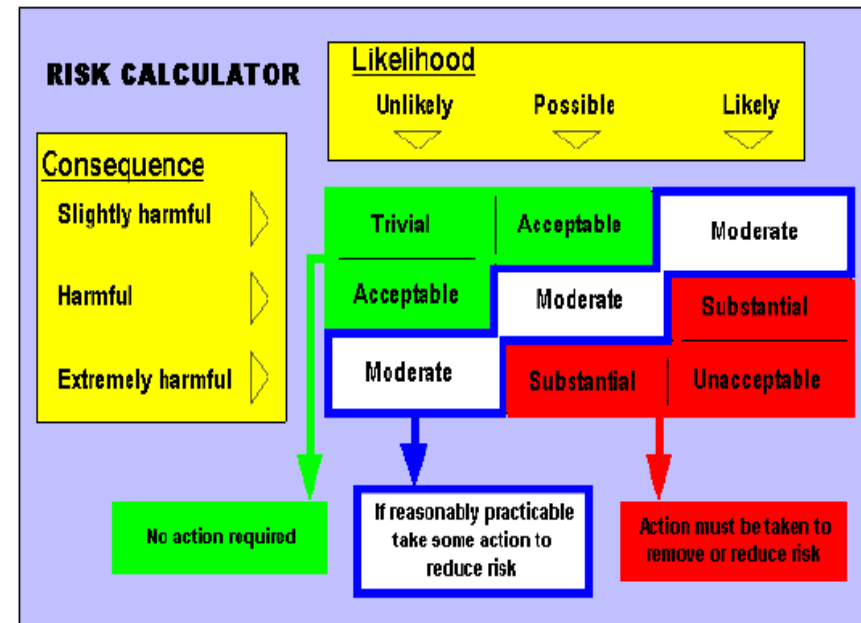 RISK CALCULATOR
Likelihood
Unlikely Possible Likely
Consequence
Slightly harmful
Trivial Acceptable Moderate
Harmful
Acceptable Moderate Substantial
Extremely harmful
Moderate Substantial Unacceptable
No action required
If reasonably practicable
take some action to
reduce risk
Action must be taken to
remove or reduce risk